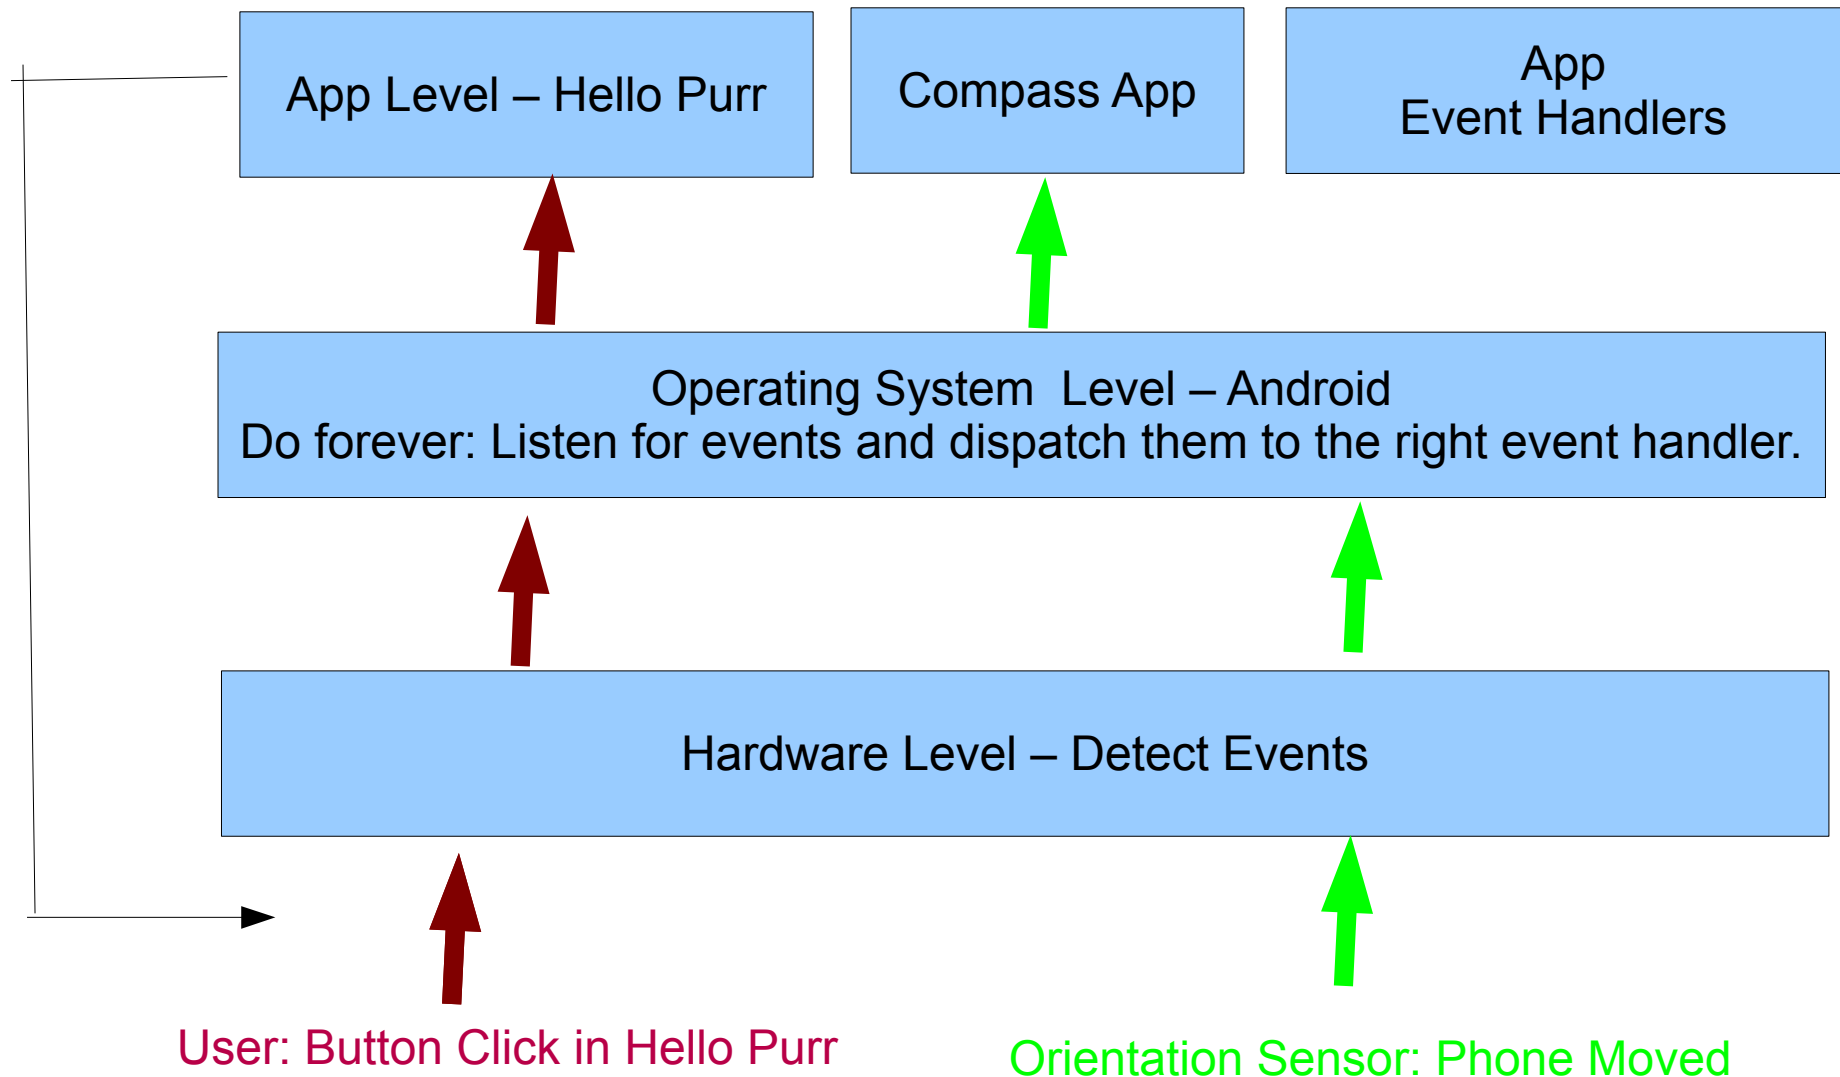 App Level – Hello Purr
Compass App
App
Event Handlers
Operating System  Level – Android
Do forever: Listen for events and dispatch them to the right event handler.
Hardware Level – Detect Events
User: Button Click in Hello Purr
Orientation Sensor: Phone Moved